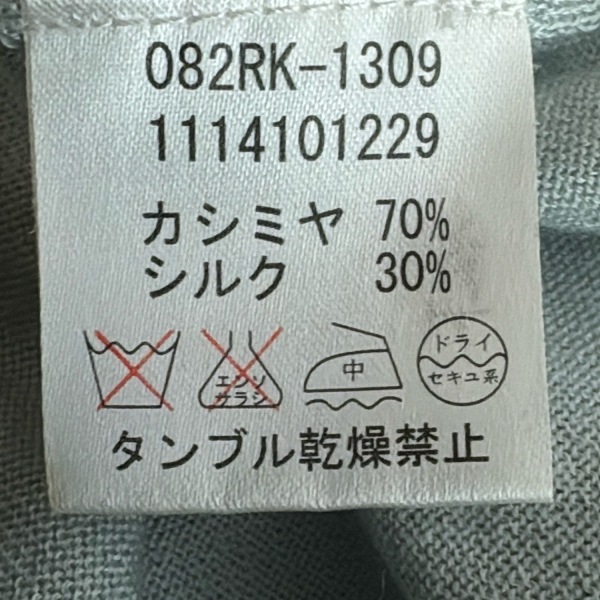 082RK-1309
1114101229
カシミヤ 70%
シルク 30%
エンソ
サラシ
中
ドライ
セキユ系
タンブル乾燥禁止